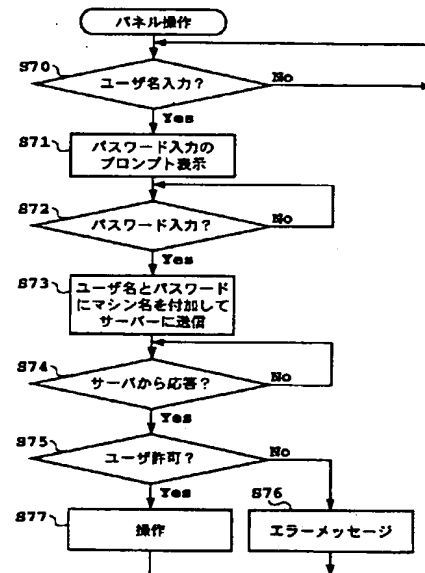 パネル操作
S70
ユーザ名入力?
No
Yes
S71
パスワード入力の
プロンプト表示
S72
パスワード入力?
No
Yes
S73
ユーザ名とパスワード
にマシン名を付加して
サーバーに送信
S74
サーバから応答?
No
Yes
S75
ユーザ許可?
No
Yes
S76
エラーメッセージ
S77
操作